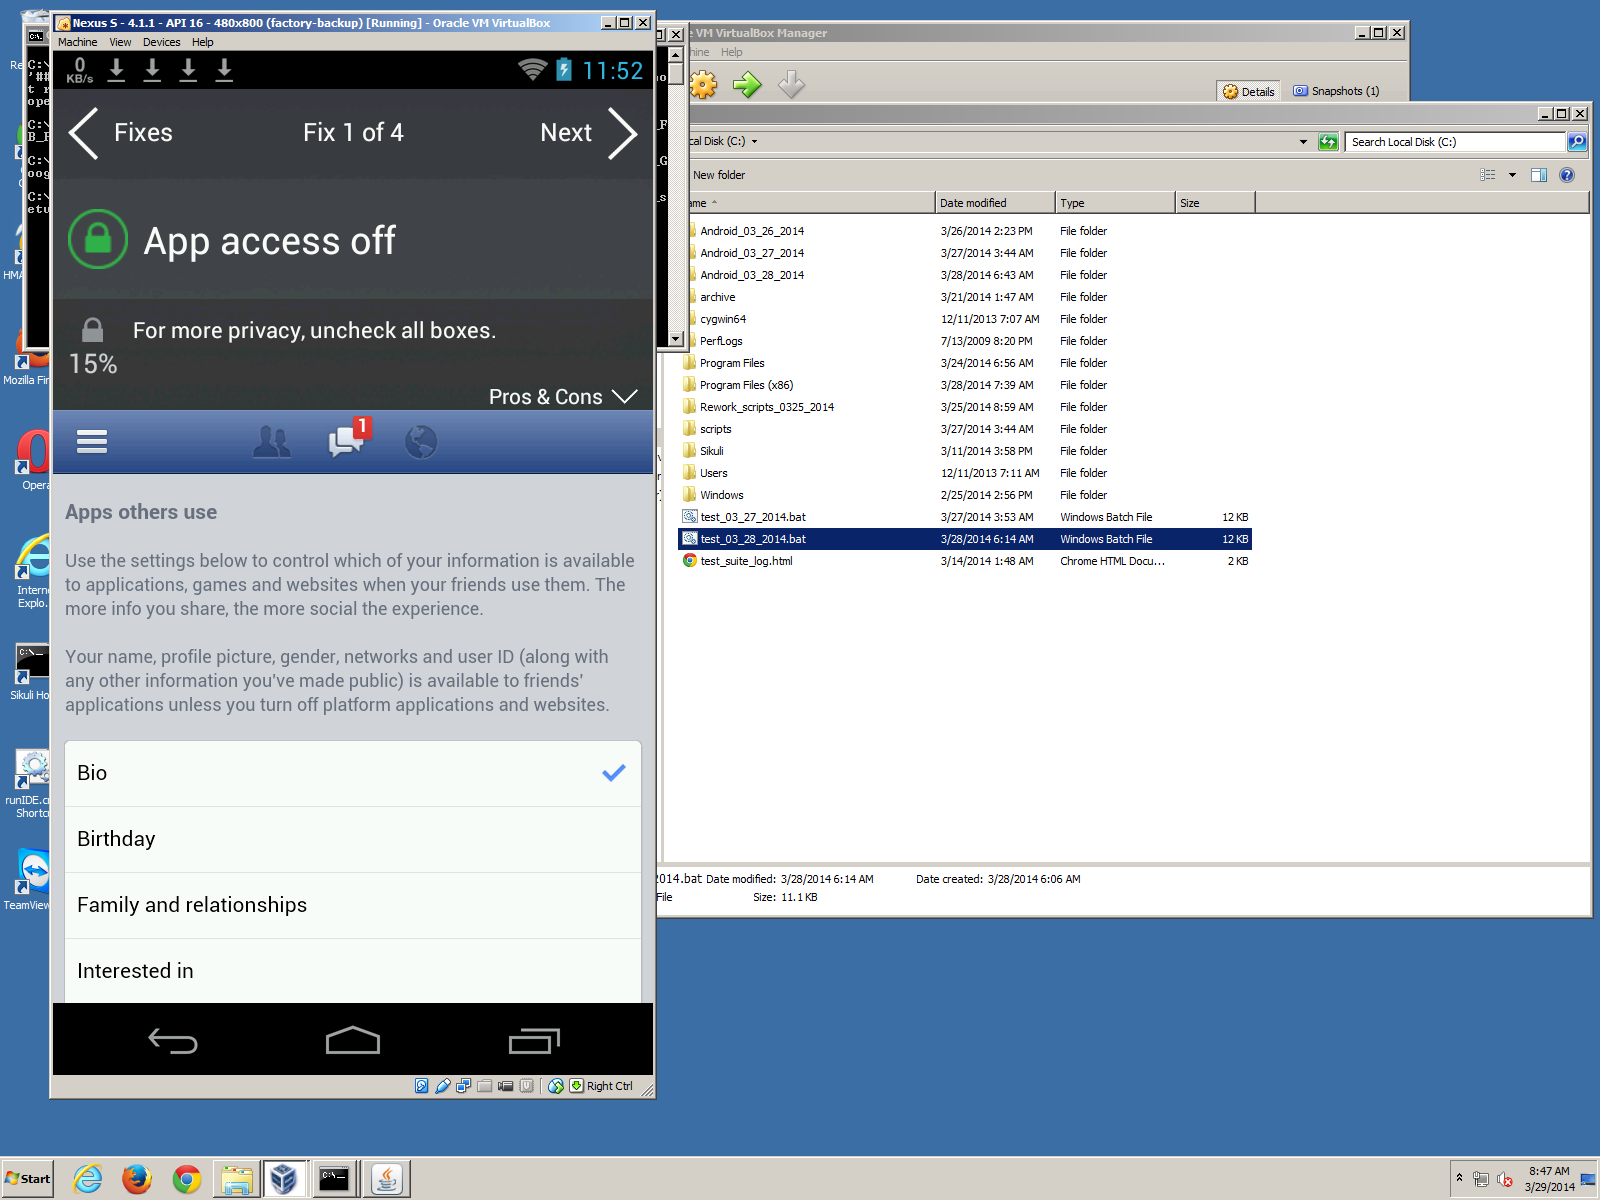 Nexus S - 4.1.1 - API 16 - 480x800 (factory-backup) [Running] - Oracle VM VirtualBox
Machine View Devices Help
0 KB/s 11:52
Fixes Fix 1 of 4 Next
App access off
For more privacy, uncheck all boxes.
15%
Pros & Cons
1
Apps others use
Use the settings below to control which of your information is available
to applications, games and websites when your friends use them. The
more info you share, the more social the experience.
Your name, profile picture, gender, networks and user ID (along with
any other information you've made public) is available to friends'
applications unless you turn off platform applications and websites.
Bio
Birthday
Family and relationships
Interested in
Right Ctrl
VM VirtualBox Manager
Help
Details Snapshots (1)
cal Disk (C:) Search Local Disk (C:)
New folder
ame Date modified Type Size
Android_03_26_2014 3/26/2014 2:23 PM File folder
Android_03_27_2014 3/27/2014 3:44 AM File folder
Android_03_28_2014 3/28/2014 6:43 AM File folder
archive 3/21/2014 1:47 AM File folder
cygwin64 12/11/2013 7:07 AM File folder
PerfLogs 7/13/2009 8:20 PM File folder
Program Files 3/24/2014 6:56 AM File folder
Program Files (x86) 3/28/2014 7:39 AM File folder
Rework_scripts_0325_2014 3/25/2014 8:59 AM File folder
scripts 3/27/2014 3:44 AM File folder
Sikuli 3/11/2014 3:58 PM File folder
Users 12/11/2013 7:11 AM File folder
Windows 2/25/2014 2:56 PM File folder
test_03_27_2014.bat 3/27/2014 3:53 AM Windows Batch File 12 KB
test_03_28_2014.bat 3/28/2014 6:14 AM Windows Batch File 12 KB
test_suite_log.html 3/14/2014 1:48 AM Chrome HTML Docu... 2 KB
2014.bat Date modified: 3/28/2014 6:14 AM Date created: 3/28/2014 6:06 AM
File Size: 11.1 KB
HMA
Mozilla Fir
Opera
Intern
Explo.
Sikuli Ho
runIDE.c
Shortc
TeamView
Start
8:47 AM
3/29/2014